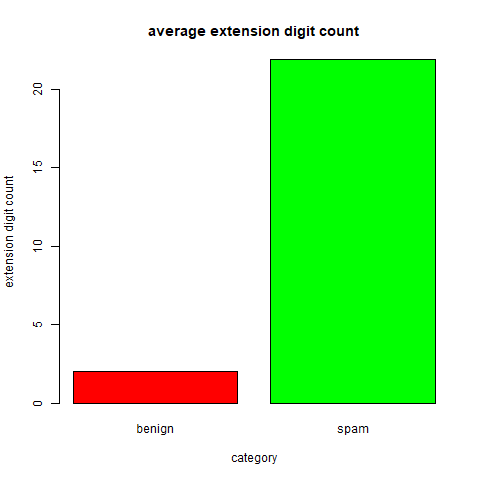 average extension digit count
extension digit count
20
15
10
5
0
benign
spam
category